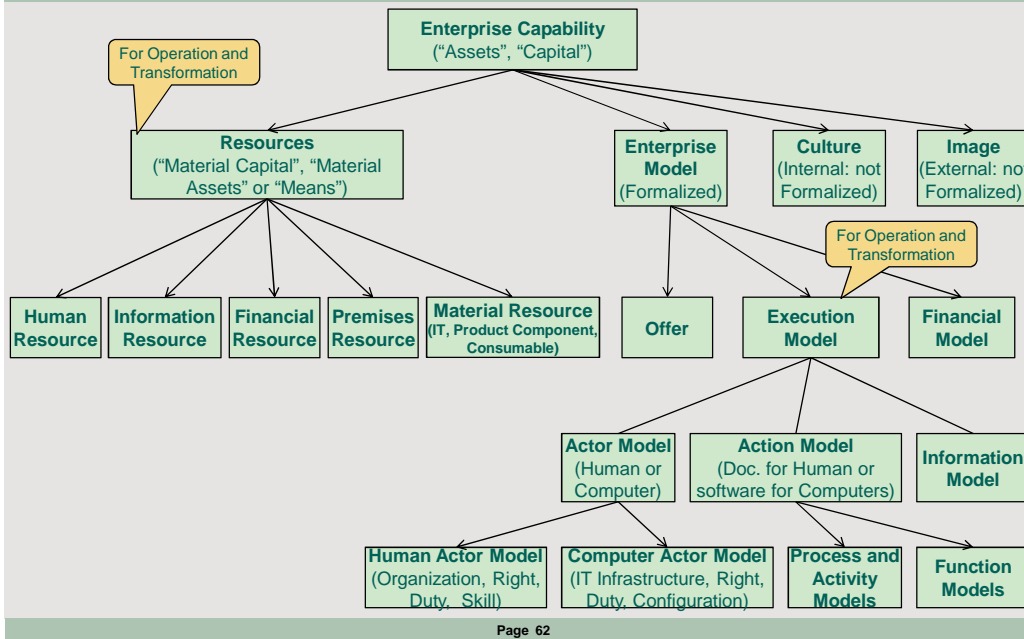 Enterprise Capability
(“Assets”, “Capital”)
For Operation and
Transformation
Resources
(“Material Capital”, “Material
Assets” or “Means”)
Enterprise
Model
(Formalized)
Culture
(Internal: not
Formalized)
Image
(External: not
Formalized)
For Operation and
Transformation
Human
Resource
Information
Resource
Financial
Resource
Premises
Resource
Material Resource
(IT, Product Component,
Consumable)
Offer
Execution
Model
Financial
Model
Actor Model
(Human or
Computer)
Action Model
(Doc. for Human or
software for Computers)
Information
Model
Human Actor Model
(Organization, Right,
Duty, Skill)
Computer Actor Model
(IT Infrastructure, Right,
Duty, Configuration)
Process and
Activity
Models
Function
Models
Page 62